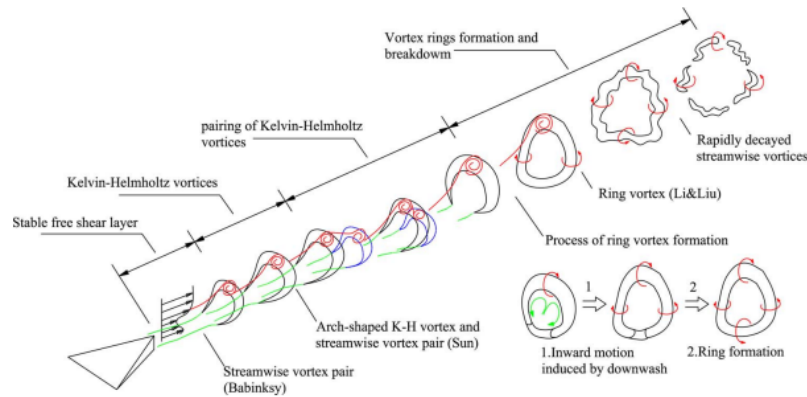 Vortex rings formation and
breakdowm
pairing of Kelvin-Helmholtz
vortices
Kelvin-Helmholtz vortices
Stable free shear layer
Rapidly decayed
streamwise vortices
Ring vortex (Li&Liu)
Process of ring vortex formation
Arch-shaped K-H vortex and
streamwise vortex pair (Sun)
Streamwise vortex pair
(Babinksy)
1
2
1.Inward motion
induced by downwash
2.Ring formation